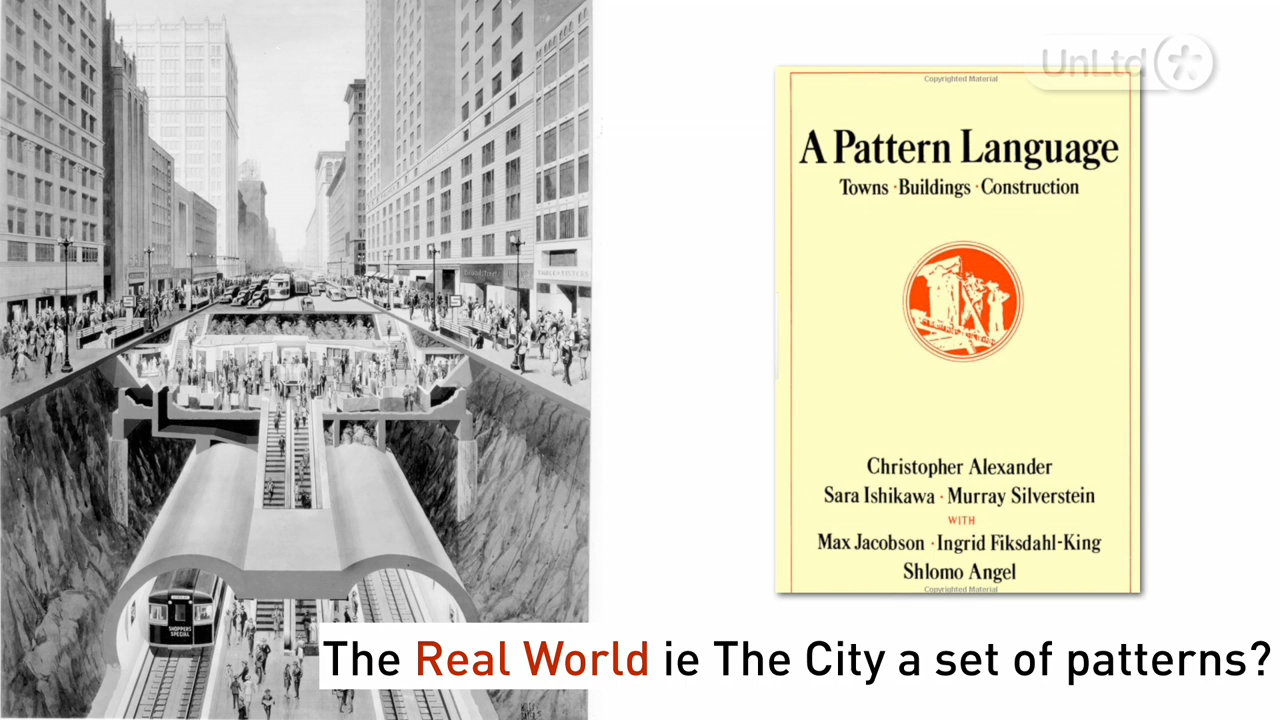 UnLtd
Copyrighted Material
A Pattern Language
Towns · Buildings · Construction
Christopher Alexander
Sara Ishikawa · Murray Silverstein
WITH
Max Jacobson · Ingrid Fiksdahl-King
Shlomo Angel
Copyrighted Material
SHOPPERS
SPECIAL
The Real World ie The City a set of patterns?